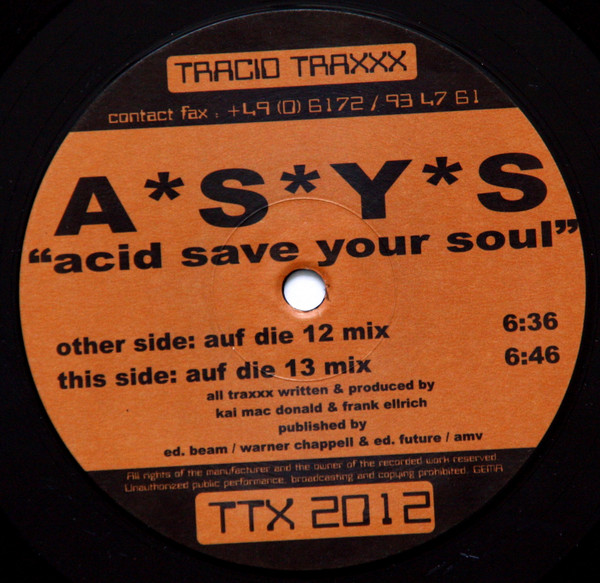 TRACID TRAXXX
contact fax : +49 (0) 6172 / 93 47 61
A*S*Y*S
"acid save your soul"
other side: auf die 12 mix 6:36
this side: auf die 13 mix 6:46
all traxxx written & produced by
kai mac donald & frank ellrich
published by
ed. beam / warner chappell & ed. future / amv
All rights of the manufacturer and the owner of the recorded work reserved
Unauthorized public performance, broadcasting and copying prohibited. GEMA
TTX 2012